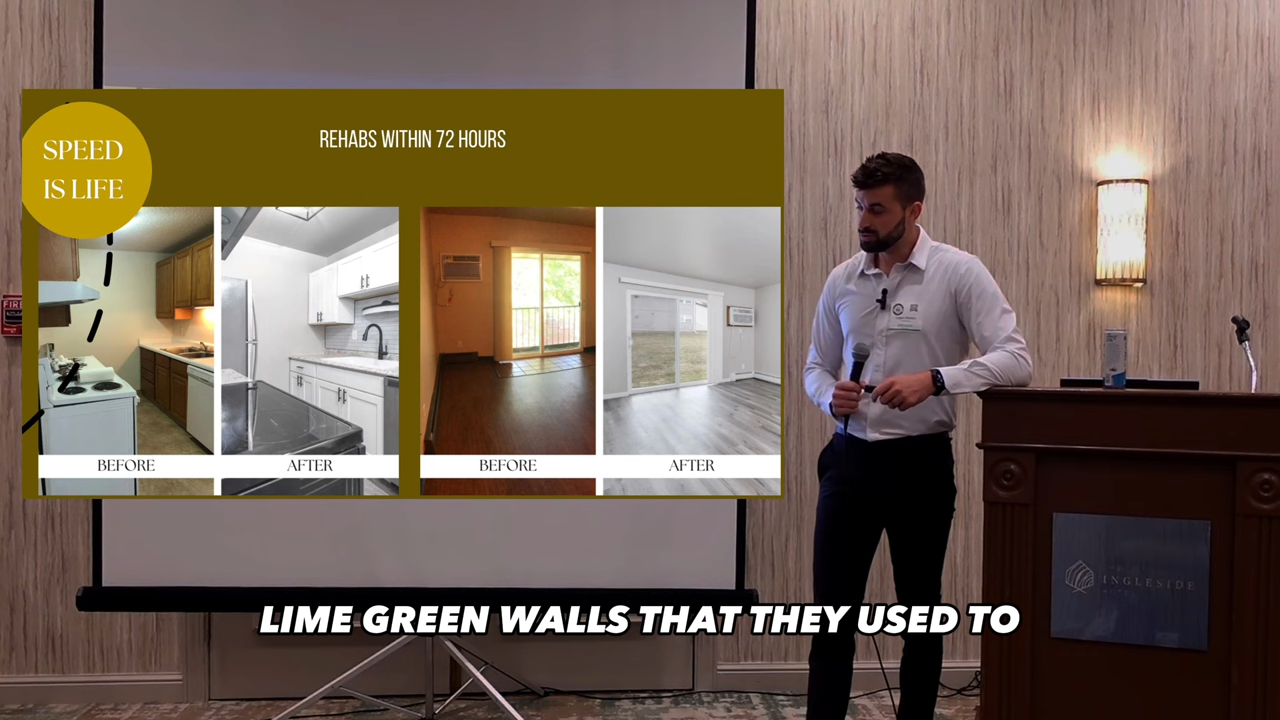 SPEED
IS LIFE
REHABS WITHIN 72 HOURS
BEFORE
AFTER
BEFORE
AFTER
FIRE
INGLESIDE
LIME GREEN WALLS THAT THEY USED TO